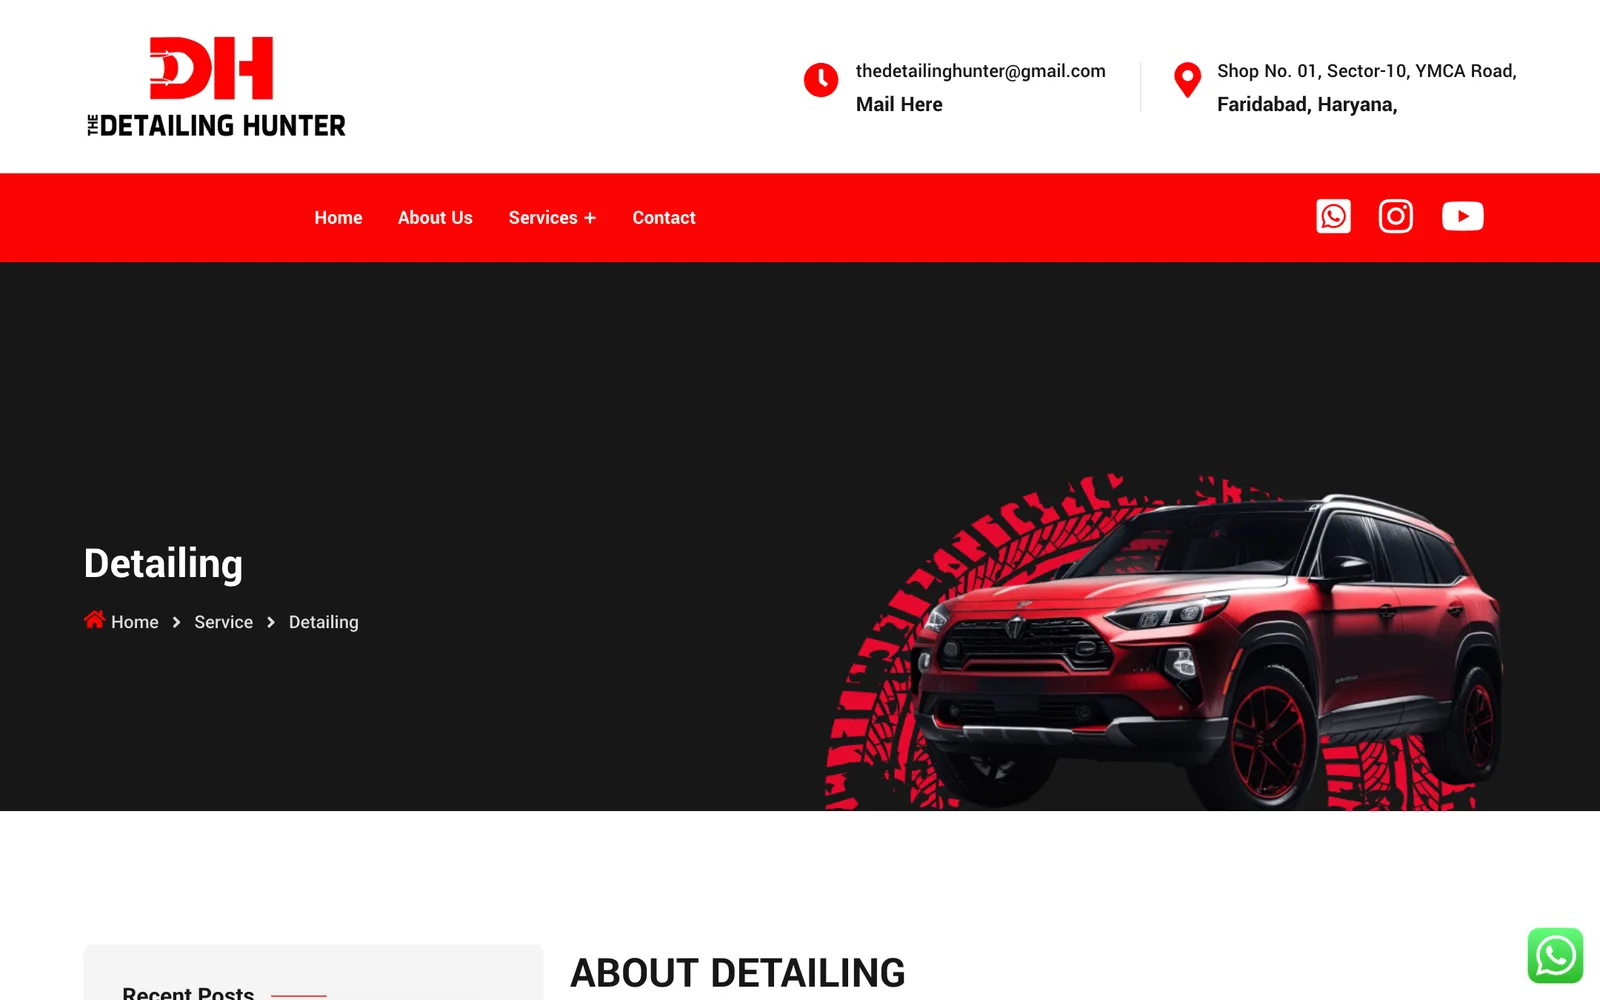 DH
THE DETAILING HUNTER
thedetailinghunter@gmail.com
Mail Here
Shop No. 01, Sector-10, YMCA Road,
Faridabad, Haryana,
Home
About Us
Services +
Contact
Detailing
Home > Service > Detailing
Recent Posts
ABOUT DETAILING